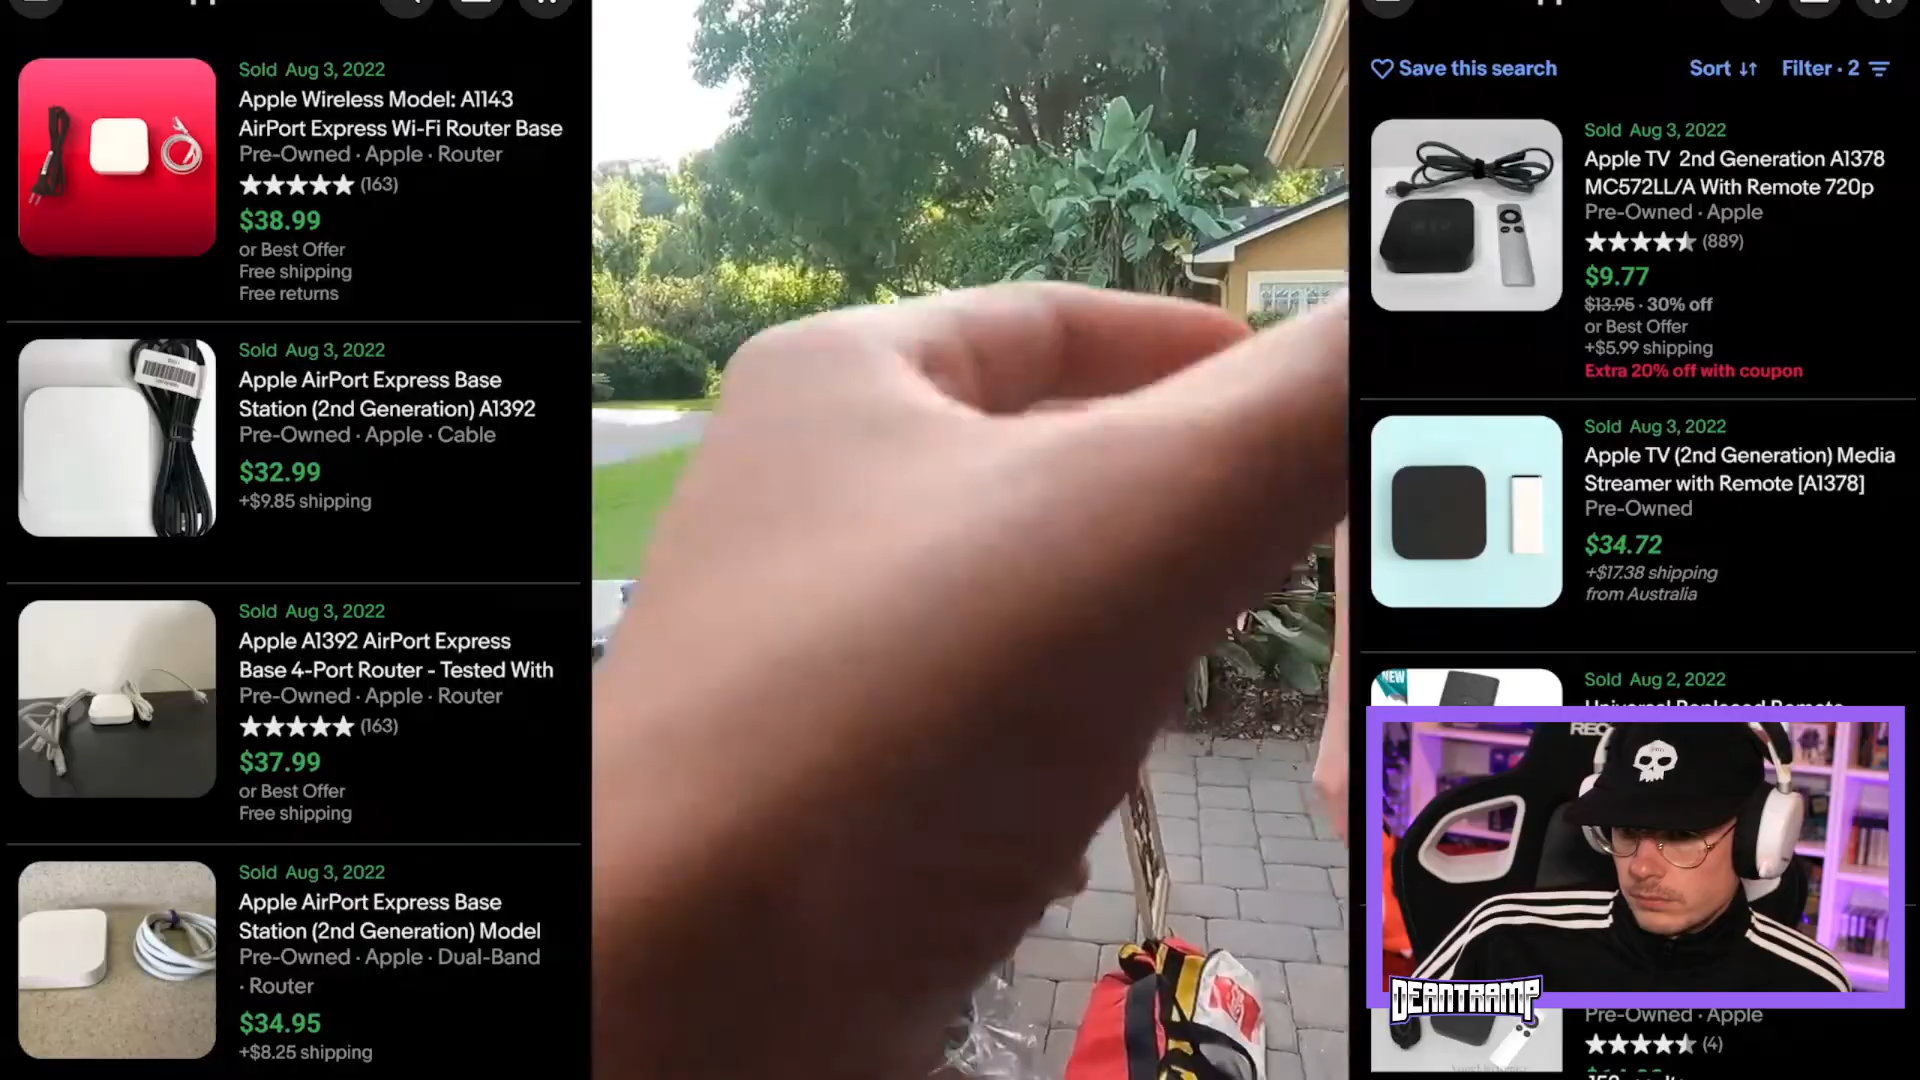 Sold Aug 3, 2022
Apple Wireless Model: A1143
AirPort Express Wi-Fi Router Base
Pre-Owned · Apple · Router
(163)
$38.99
or Best Offer
Free shipping
Free returns
Sold Aug 3, 2022
Apple AirPort Express Base
Station (2nd Generation) A1392
Pre-Owned · Apple · Cable
$32.99
+$9.85 shipping
Sold Aug 3, 2022
Apple A1392 AirPort Express
Base 4-Port Router - Tested With
Pre-Owned · Apple · Router
(163)
$37.99
or Best Offer
Free shipping
Sold Aug 3, 2022
Apple AirPort Express Base
Station (2nd Generation) Model
Pre-Owned · Apple · Dual-Band
· Router
$34.95
+$8.25 shipping
Save this search
Sort
Filter · 2
Sold Aug 3, 2022
Apple TV 2nd Generation A1378
MC572LL/A With Remote 720p
Pre-Owned · Apple
(889)
$9.77
$13.95 · 30% off
or Best Offer
+$5.99 shipping
Extra 20% off with coupon
Sold Aug 3, 2022
Apple TV (2nd Generation) Media
Streamer with Remote [A1378]
Pre-Owned
$34.72
+$17.38 shipping
from Australia
NEW
Sold Aug 2, 2022
Universal Replaced Remote
REC
DEANTRAMP
Pre-Owned · Apple
(4)